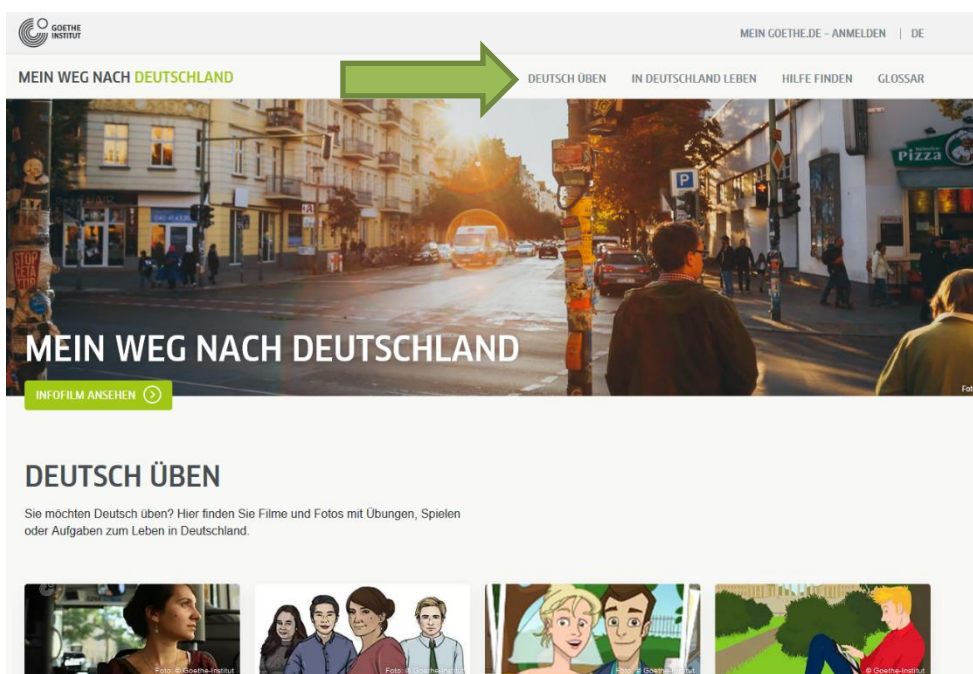 GOETHE
INSTITUT
MEIN GOETHE.DE – ANMELDEN | DE
MEIN WEG NACH DEUTSCHLAND
DEUTSCH ÜBEN IN DEUTSCHLAND LEBEN HILFE FINDEN GLOSSAR
PIZZA
P
STOP
CETA
MEIN WEG NACH DEUTSCHLAND
INFOFILM ANSEHEN
Fot
DEUTSCH ÜBEN
Sie möchten Deutsch üben? Hier finden Sie Filme und Fotos mit Übungen, Spielen
oder Aufgaben zum Leben in Deutschland.
Foto: © Goethe-Institut
Foto: © Goethe-Institut
Foto: © Goethe-Institut
© Goethe-Institut